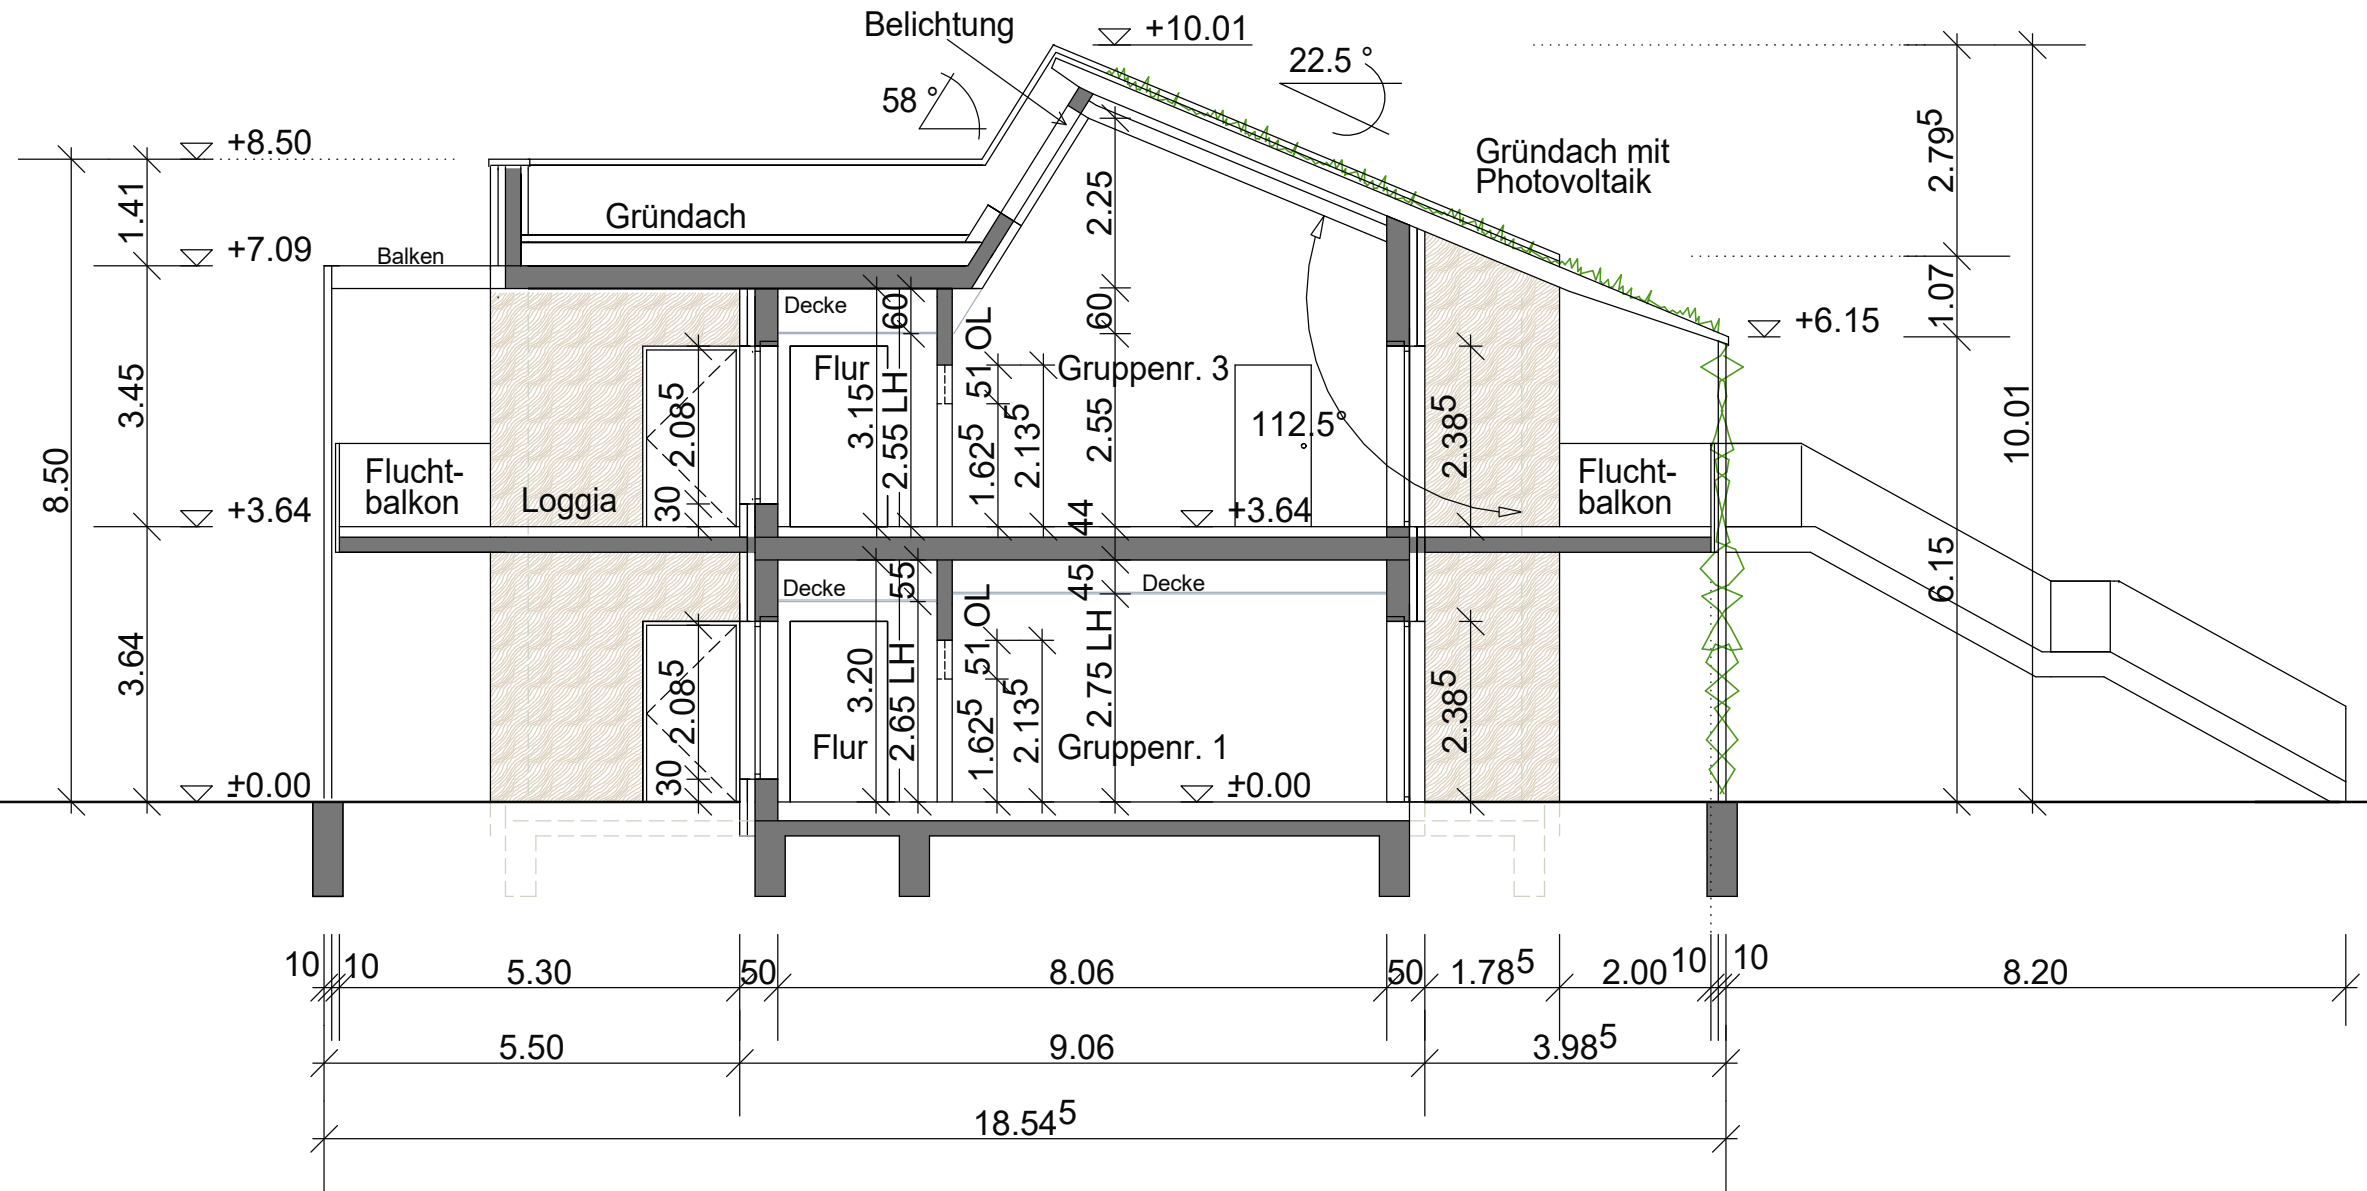 Belichtung
+10.01
22.5 °
58 °
+8.50
Gründach mit
Photovoltaik
2.79⁵
1.41
2.25
Gründach
+7.09
Balken
Decke
60
60
1.07
+6.15
51 OL
Flur
Gruppenr. 3
3.45
2.08⁵
3.15
2.55 LH
1.62⁵
2.13⁵
2.55
112.5°
°
2.38⁵
10.01
8.50
Flucht-
balkon
Loggia
30
+3.64
+3.64
44
Flucht-
balkon
6.15
Decke
55
45
Decke
51 OL
3.64
2.08⁵
3.20
2.65 LH
1.62⁵
2.13⁵
2.75 LH
2.38⁵
Flur
Gruppenr. 1
30
±0.00
±0.00
10
10
5.30
50
8.06
50
1.78⁵
2.00
10
10
8.20
5.50
9.06
3.98⁵
18.54⁵